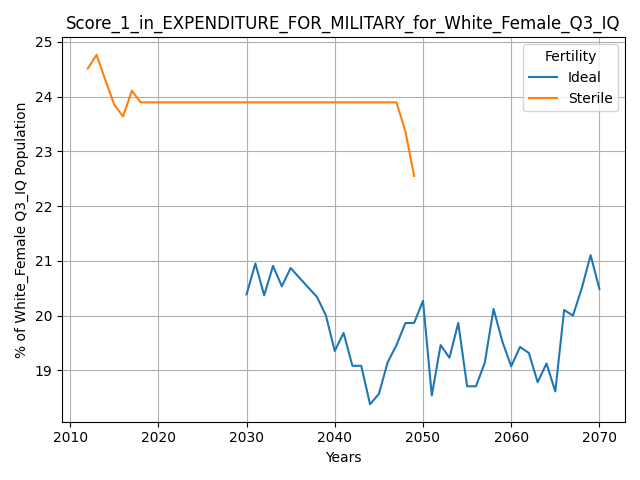 Score_1_in_EXPENDITURE_FOR_MILITARY_for_White_Female_Q3_IQ
25
24
23
22
21
20
19
% of White_Female Q3_IQ Population
Fertility
Ideal
Sterile
2010 2020 2030 2040 2050 2060 2070
Years